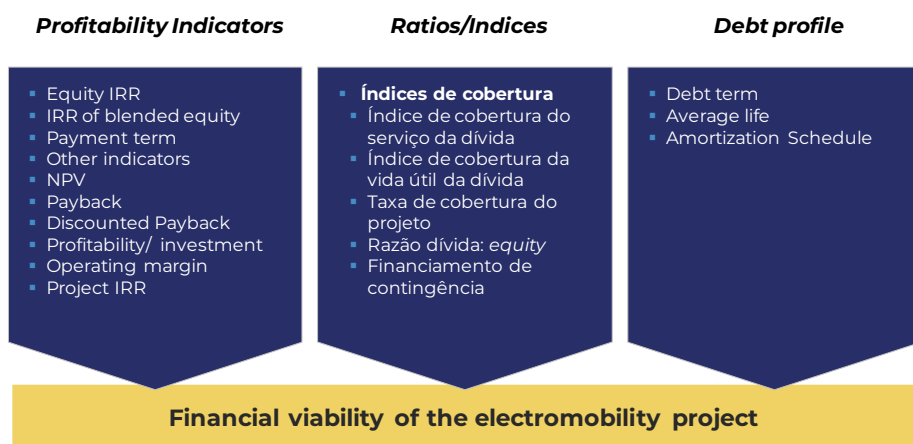 Profitability Indicators
Equity IRR
IRR of blended equity
Payment term
Other indicators
NPV
Payback
Discounted Payback
Profitability/ investment
Operating margin
Project IRR
Ratios/Indices
Índices de cobertura
Índice de cobertura do
serviço da dívida
Índice de cobertura da
vida útil da dívida
Taxa de cobertura do
projeto
Razão dívida: equity
Financiamento de
contingência
Debt profile
Debt term
Average life
Amortization Schedule
Financial viability of the electromobility project